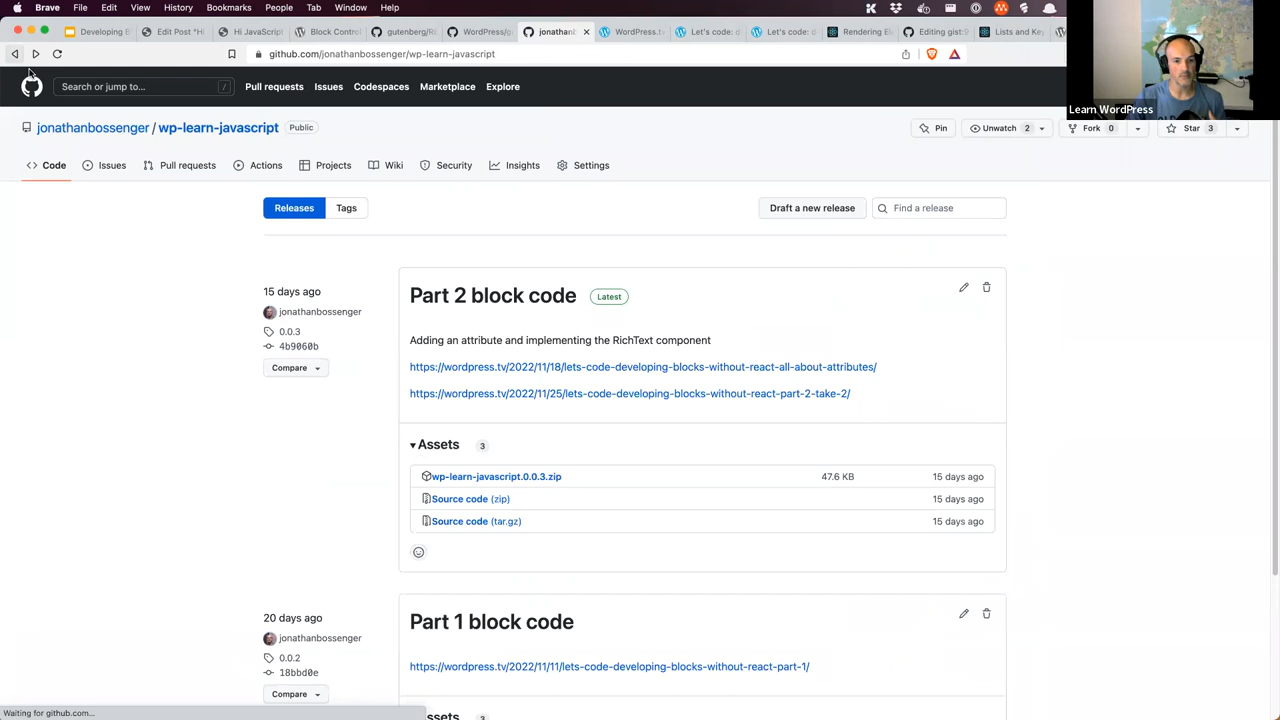 Brave File Edit View History Bookmarks People Tab Window Help
Developing B
Edit Post "H
Hi JavaScript
Block Control
gutenberg/R
WordPress/g
jonathan
WordPress.tv
Let's code: d
Let's code: d
Rendering El
Editing gist:9
Lists and Key
github.com/jonathanbossenger/wp-learn-javascript
Learn WordPress
Search or jump to... /
Pull requests Issues Codespaces Marketplace Explore
jonathanbossenger / wp-learn-javascript Public
Pin Unwatch 2 Fork 0 Star 3
Code Issues Pull requests Actions Projects Wiki Security Insights Settings
Releases Tags
Draft a new release
Find a release
15 days ago
jonathanbossenger
0.0.3
4b9060b
Compare
Part 2 block code Latest
Adding an attribute and implementing the RichText component
https://wordpress.tv/2022/11/18/lets-code-developing-blocks-without-react-all-about-attributes/
https://wordpress.tv/2022/11/25/lets-code-developing-blocks-without-react-part-2-take-2/
Assets 3
wp-learn-javascript.0.0.3.zip 47.6 KB 15 days ago
Source code (zip) 15 days ago
Source code (tar.gz) 15 days ago
20 days ago
jonathanbossenger
0.0.2
18bbd0e
Compare
Part 1 block code
https://wordpress.tv/2022/11/11/lets-code-developing-blocks-without-react-part-1/
ssets 3
Waiting for github.com...